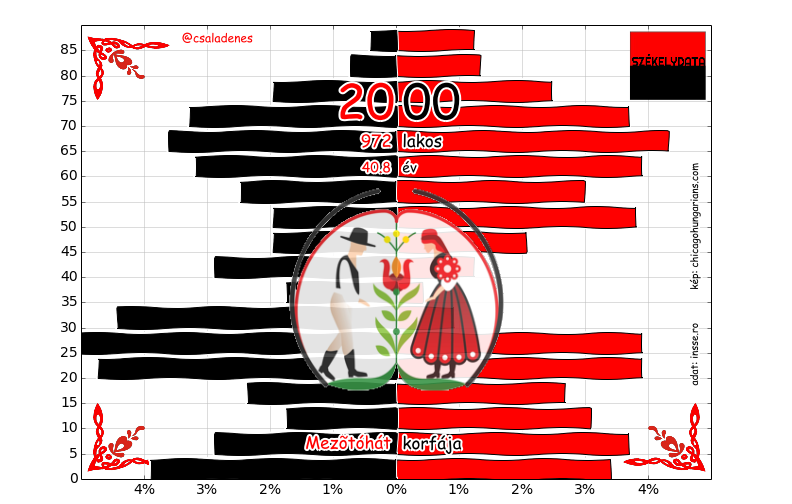 @csaladenes
SZÉKELYDATA
2000
972 lakos
40.8 év
kép: chicagohungarians.com
adat: insse.ro
Mezőtóhát korfája
85
80
75
70
65
60
55
50
45
40
35
30
25
20
15
10
5
0
4% 3% 2% 1% 0% 1% 2% 3% 4%